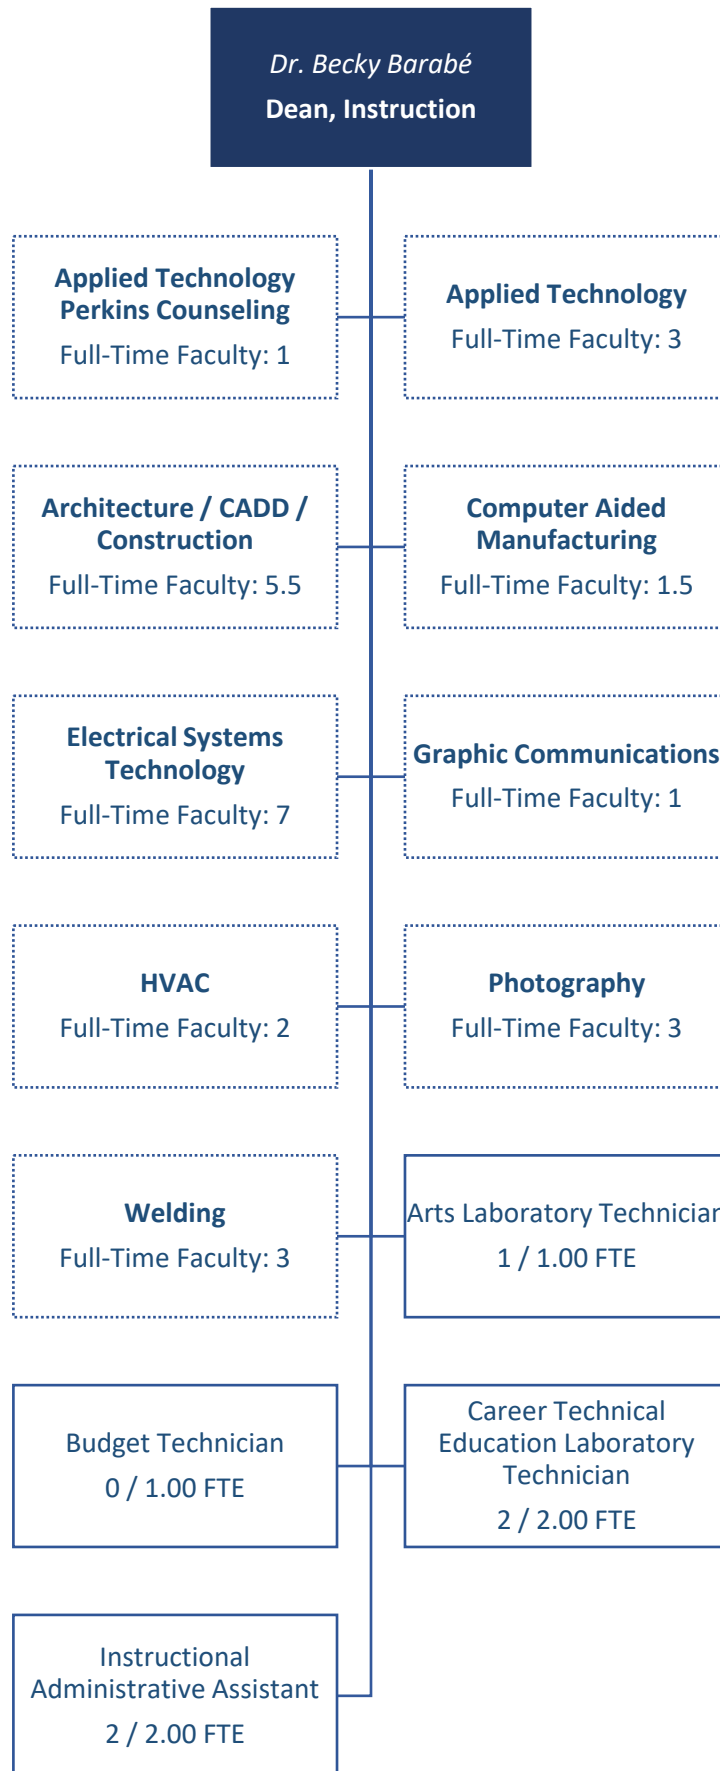 Dr. Becky Barabé
Dean, Instruction
Applied Technology
Perkins Counseling
Full-Time Faculty: 1
Applied Technology
Full-Time Faculty: 3
Architecture / CADD /
Construction
Full-Time Faculty: 5.5
Computer Aided
Manufacturing
Full-Time Faculty: 1.5
Electrical Systems
Technology
Full-Time Faculty: 7
Graphic Communications
Full-Time Faculty: 1
HVAC
Full-Time Faculty: 2
Photography
Full-Time Faculty: 3
Welding
Full-Time Faculty: 3
Arts Laboratory Technician
1 / 1.00 FTE
Budget Technician
0 / 1.00 FTE
Career Technical
Education Laboratory
Technician
2 / 2.00 FTE
Instructional
Administrative Assistant
2 / 2.00 FTE